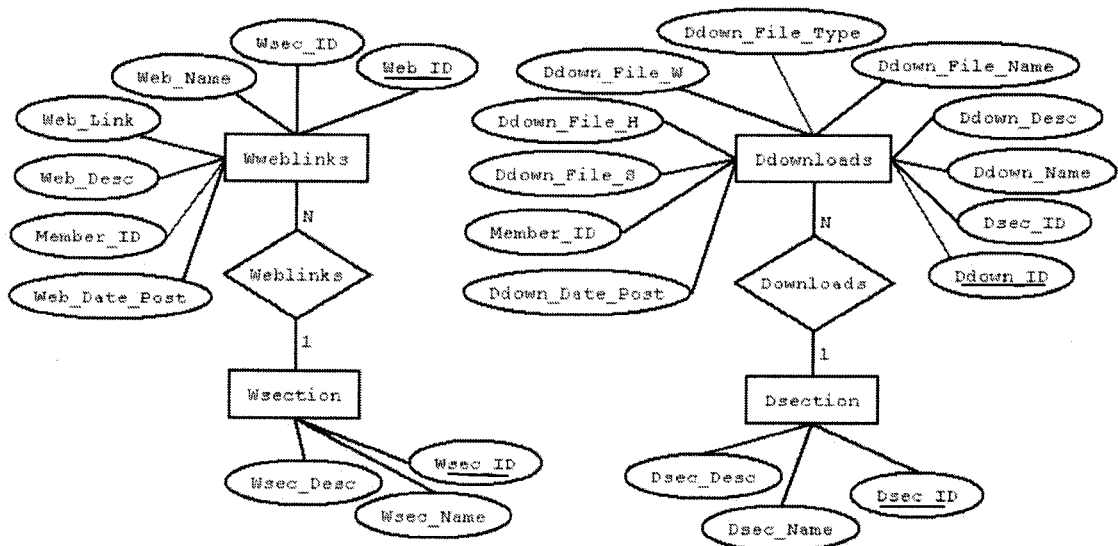 Wsec_ID
Web_ID
Web_Name
Web_Link
Web_Desc
Member_ID
Web_Date_Post
Wweblinks
N
Weblinks
1
Wsection
Wsec_ID
Wsec_Desc
Wsec_Name
Ddown_File_Type
Ddown_File_W
Ddown_File_Name
Ddown_File_H
Ddown_Desc
Ddown_File_S
Ddown_Name
Member_ID
Dsec_ID
Ddown_Date_Post
Ddown_ID
Ddownloads
N
Downloads
1
Dsection
Dsec_Desc
Dsec_ID
Dsec_Name